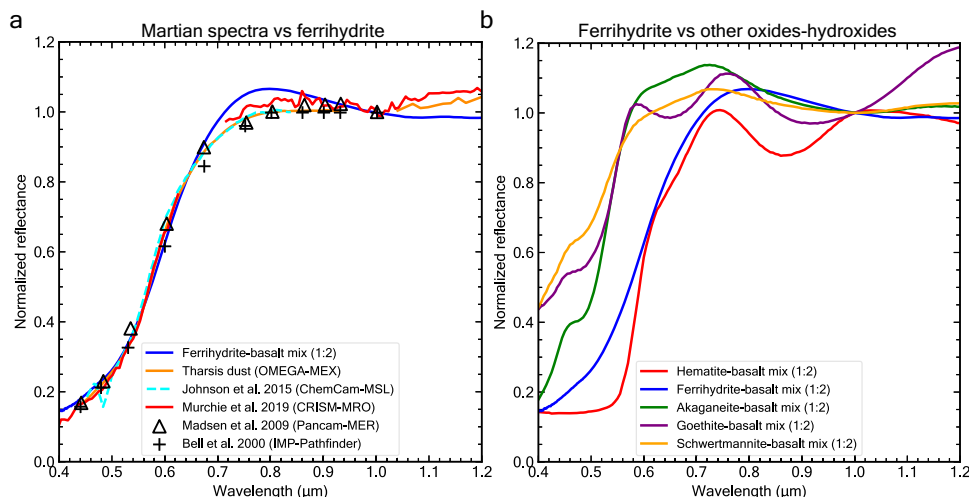 a
Martian spectra vs ferrihydrite
1.2
1.0
0.8
0.6
0.4
0.2
0.0
Normalized reflectance
0.4 0.5 0.6 0.7 0.8 0.9 1.0 1.1 1.2
Wavelength (μm)
Ferrihydrite-basalt mix (1:2)
Tharsis dust (OMEGA-MEX)
Johnson et al. 2015 (ChemCam-MSL)
Murchie et al. 2019 (CRISM-MRO)
Madsen et al. 2009 (Pancam-MER)
Bell et al. 2000 (IMP-Pathfinder)
b
Ferrihydrite vs other oxides-hydroxides
1.2
1.0
0.8
0.6
0.4
0.2
0.0
Normalized reflectance
0.4 0.5 0.6 0.7 0.8 0.9 1.0 1.1 1.2
Wavelength (μm)
Hematite-basalt mix (1:2)
Ferrihydrite-basalt mix (1:2)
Akaganeite-basalt mix (1:2)
Goethite-basalt mix (1:2)
Schwertmannite-basalt mix (1:2)